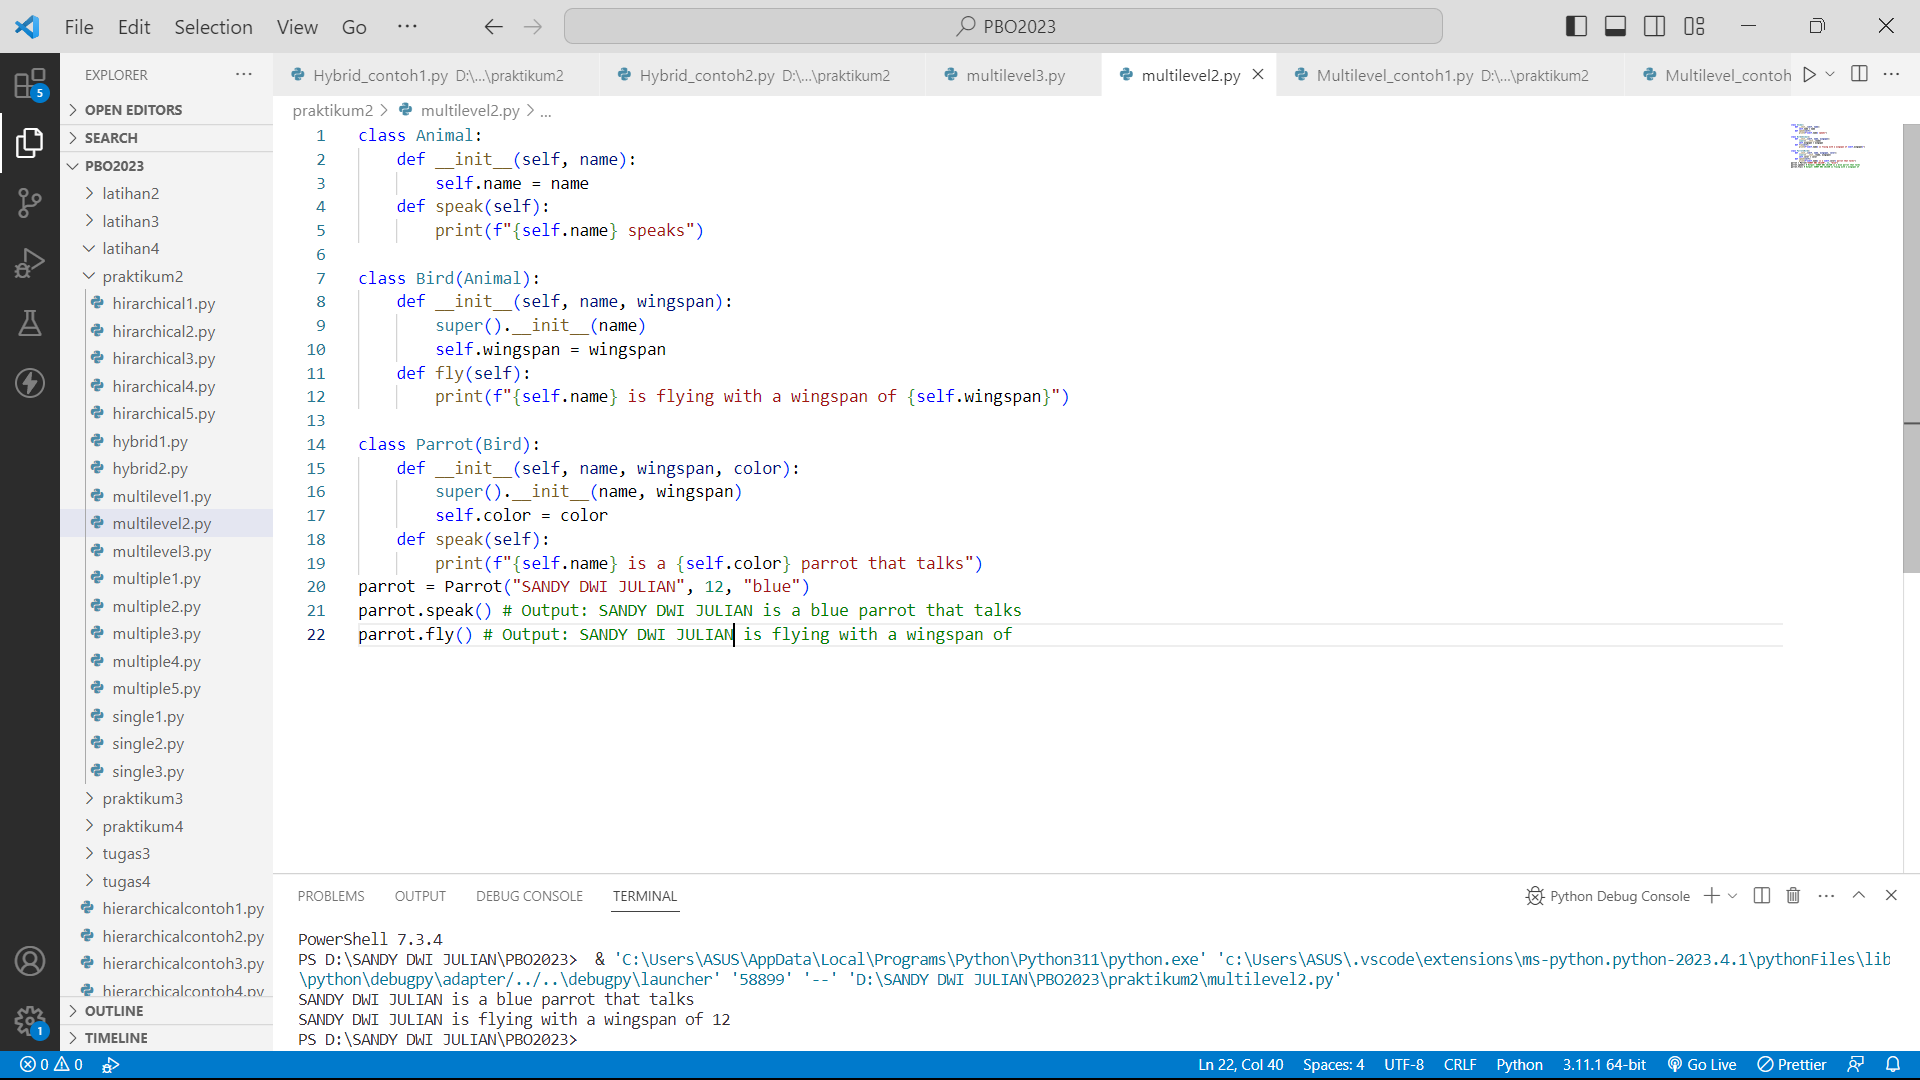 File Edit Selection View Go ··· PBO2023
EXPLORER ···
OPEN EDITORS
SEARCH
PBO2023
latihan2
latihan3
latihan4
praktikum2
hirarchical1.py
hirarchical2.py
hirarchical3.py
hirarchical4.py
hirarchical5.py
hybrid1.py
hybrid2.py
multilevel1.py
multilevel2.py
multilevel3.py
multiple1.py
multiple2.py
multiple3.py
multiple4.py
multiple5.py
single1.py
single2.py
single3.py
praktikum3
praktikum4
tugas3
tugas4
hierarchicalcontoh1.py
hierarchicalcontoh2.py
hierarchicalcontoh3.py
hierarchicalcontoh4.py
OUTLINE
TIMELINE
5
1
Hybrid_contoh1.py D:\...\praktikum2 Hybrid_contoh2.py D:\...\praktikum2 multilevel3.py multilevel2.py Multilevel_contoh1.py D:\...\praktikum2 Multilevel_contoh
praktikum2 > multilevel2.py > ...
1 class Animal:
2 def __init__(self, name):
3 self.name = name
4 def speak(self):
5 print(f"{self.name} speaks")
6
7 class Bird(Animal):
8 def __init__(self, name, wingspan):
9 super().__init__(name)
10 self.wingspan = wingspan
11 def fly(self):
12 print(f"{self.name} is flying with a wingspan of {self.wingspan}")
13
14 class Parrot(Bird):
15 def __init__(self, name, wingspan, color):
16 super().__init__(name, wingspan)
17 self.color = color
18 def speak(self):
19 print(f"{self.name} is a {self.color} parrot that talks")
20 parrot = Parrot("SANDY DWI JULIAN", 12, "blue")
21 parrot.speak() # Output: SANDY DWI JULIAN is a blue parrot that talks
22 parrot.fly() # Output: SANDY DWI JULIAN is flying with a wingspan of
PROBLEMS OUTPUT DEBUG CONSOLE TERMINAL Python Debug Console
PowerShell 7.3.4
PS D:\SANDY DWI JULIAN\PBO2023> & 'C:\Users\ASUS\AppData\Local\Programs\Python\Python311\python.exe' 'c:\Users\ASUS\.vscode\extensions\ms-python.python-2023.4.1\pythonFiles\lib
\python\debugpy\adapter/../..\debugpy\launcher' '58899' '--' 'D:\SANDY DWI JULIAN\PBO2023\praktikum2\multilevel2.py'
SANDY DWI JULIAN is a blue parrot that talks
SANDY DWI JULIAN is flying with a wingspan of 12
PS D:\SANDY DWI JULIAN\PBO2023>
0 0 Ln 22, Col 40 Spaces: 4 UTF-8 CRLF Python 3.11.1 64-bit Go Live Prettier